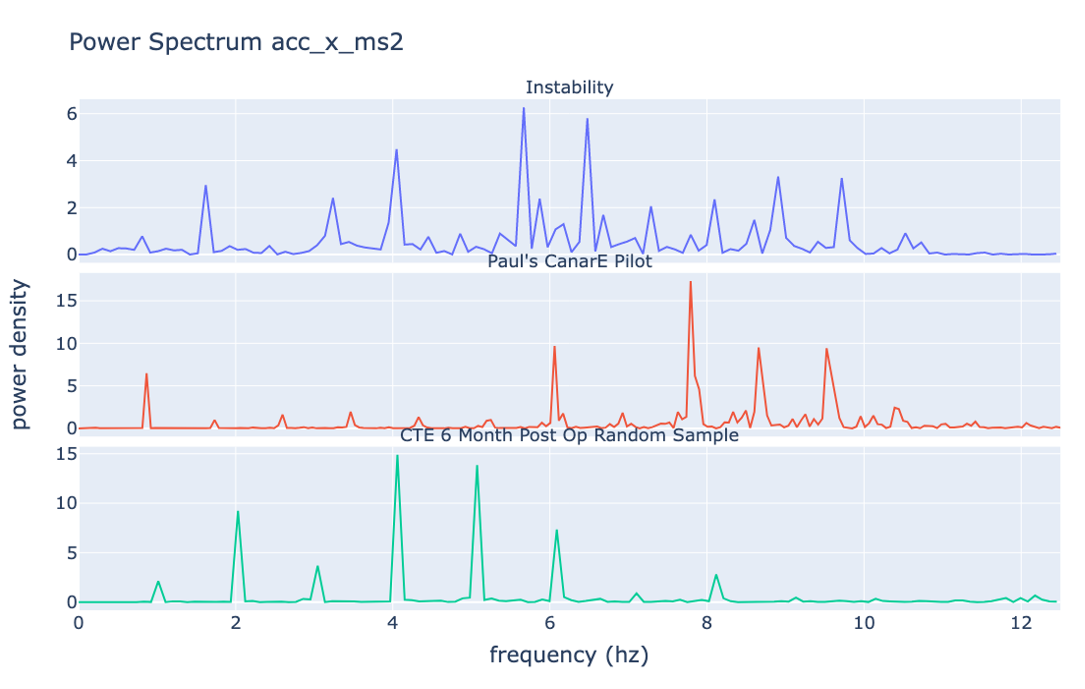 Power Spectrum acc_x_ms2
Instability
6
4
2
0
Paul's CanarE Pilot
15
10
5
0
power density
CTE 6 Month Post Op Random Sample
15
10
5
0
0 2 4 6 8 10 12
frequency (hz)